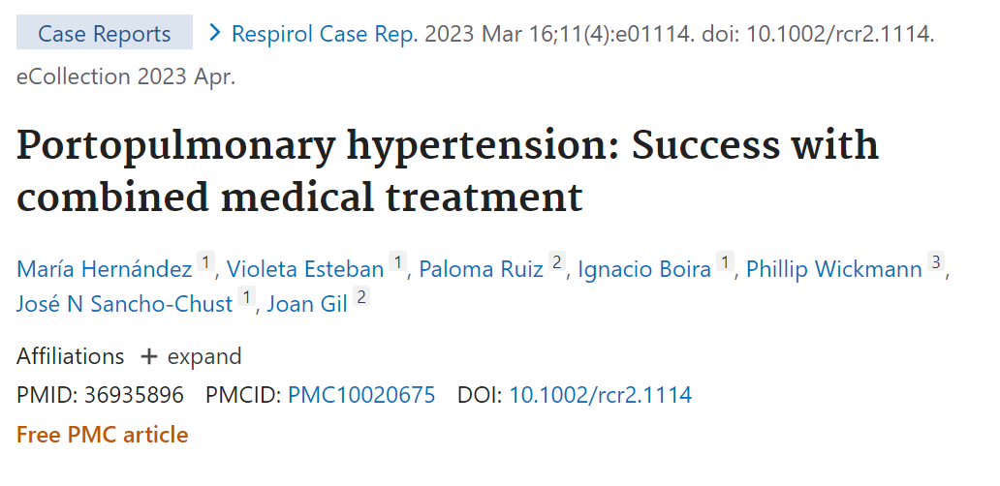 Case Reports > Respirol Case Rep. 2023 Mar 16;11(4):e01114. doi: 10.1002/rcr2.1114.
eCollection 2023 Apr.
Portopulmonary hypertension: Success with
combined medical treatment
María Hernández 1, Violeta Esteban 1, Paloma Ruiz 2, Ignacio Boira 1, Phillip Wickmann 3,
José N Sancho-Chust 1, Joan Gil 2
Affiliations + expand
PMID: 36935896 PMCID: PMC10020675 DOI: 10.1002/rcr2.1114
Free PMC article